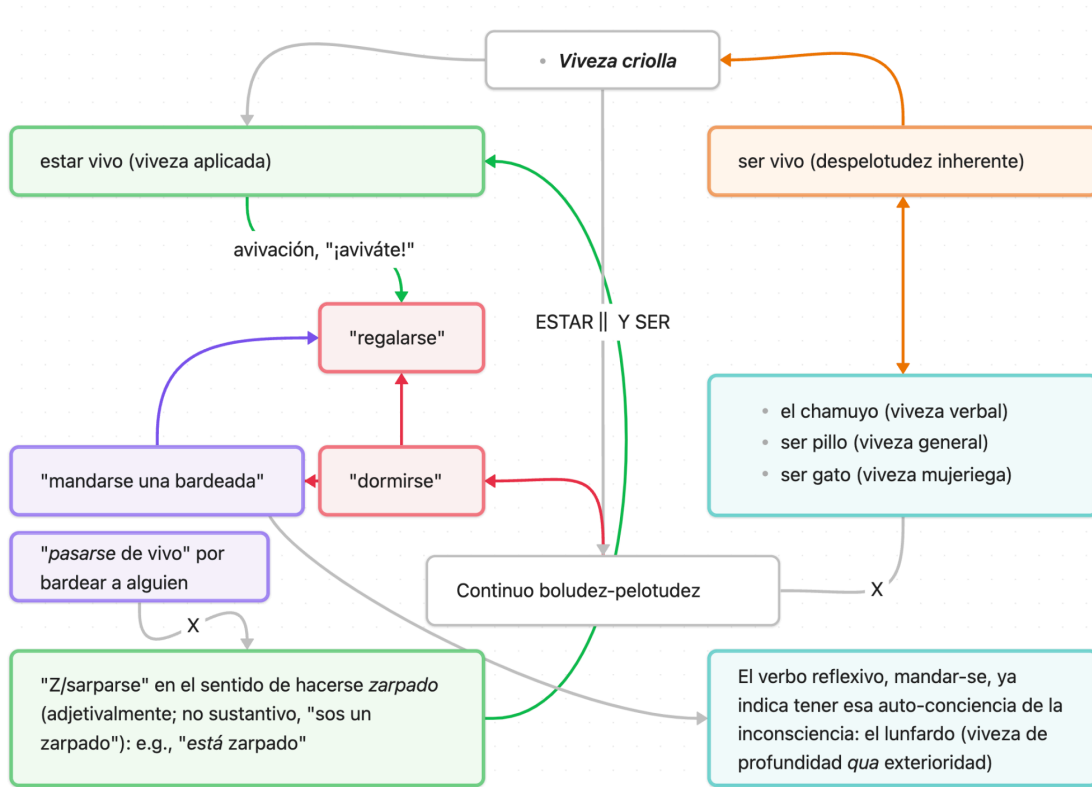 Viveza criolla
estar vivo (viveza aplicada)
ser vivo (despelotudez inherente)
avivación, "¡aviváte!"
"regalarse"
ESTAR || Y SER
el chamuyo (viveza verbal)
ser pillo (viveza general)
ser gato (viveza mujeriega)
"mandarse una bardeada"
"dormirse"
"pasarse de vivo" por
bardear a alguien
Continuo boludez-pelotudez
X
X
"Z/sarparse" en el sentido de hacerse zarpado
(adjetivalmente; no sustantivo, "sos un
zarpado"): e.g., "está zarpado"
El verbo reflexivo, mandar-se, ya
indica tener esa auto-conciencia de la
inconsciencia: el lunfardo (viveza de
profundidad qua exterioridad)